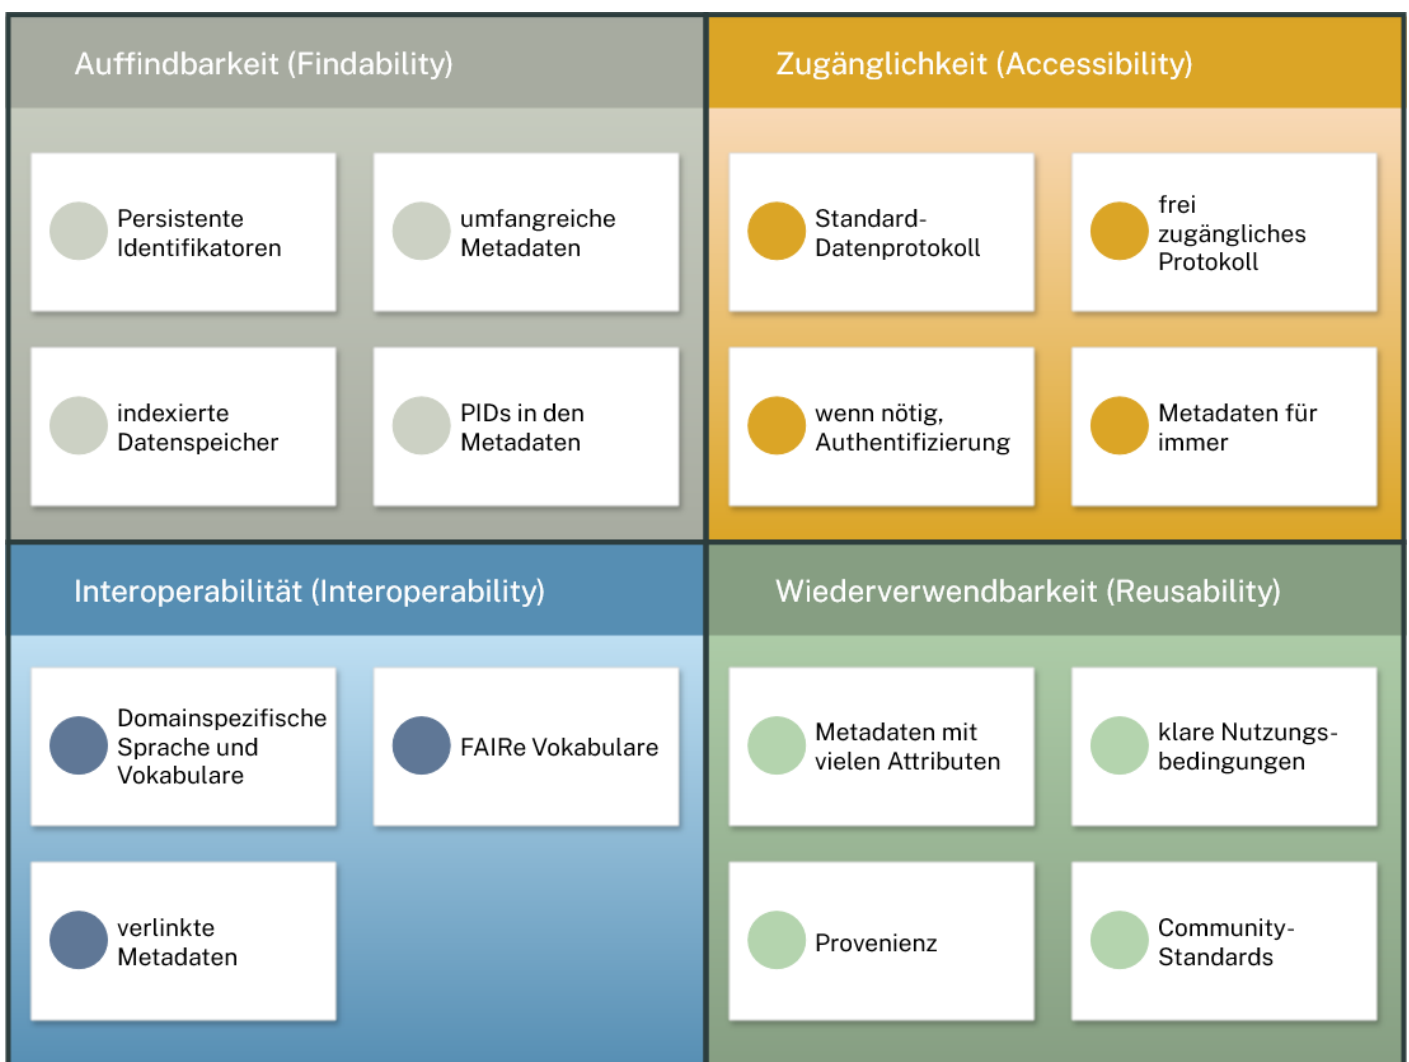 Auffindbarkeit (Findability)
Persistente
Identifikatoren
umfangreiche
Metadaten
indexierte
Datenspeicher
PIDs in den
Metadaten
Zugänglichkeit (Accessibility)
Standard-
Datenprotokoll
frei
zugängliches
Protokoll
wenn nötig,
Authentifizierung
Metadaten für
immer
Interoperabilität (Interoperability)
Domainspezifische
Sprache und
Vokabulare
FAIRe Vokabulare
verlinkte
Metadaten
Wiederverwendbarkeit (Reusability)
Metadaten mit
vielen Attributen
klare Nutzungs-
bedingungen
Provenienz
Community-
Standards